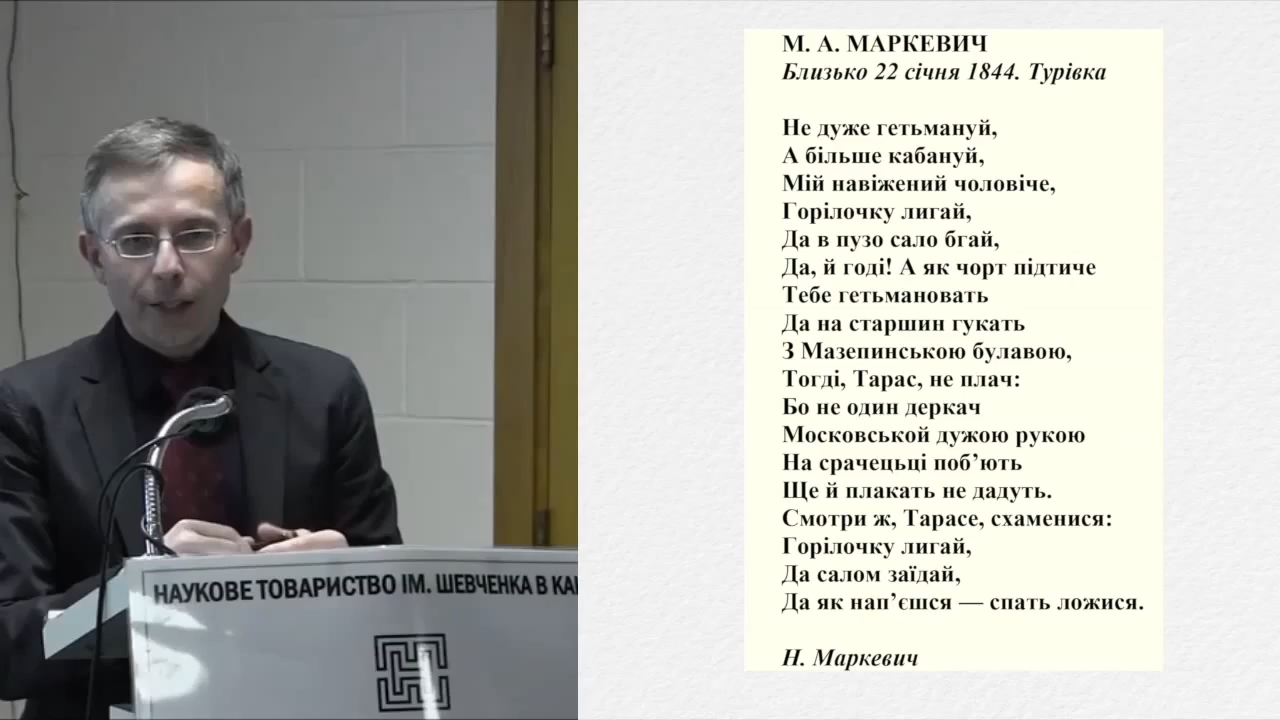 НАУКОВЕ ТОВАРИСТВО ІМ. ШЕВЧЕНКА В
М. А. МАРКЕВИЧ
Близько 22 січня 1844. Турівка
Не дуже гетьмануй,
А більше кабануй,
Мій навіжений чоловіче,
Горілочку лигай,
Да в пузо сало бгай,
Да, й годі! А як чорт підтиче
Тебе гетьмановать
Да на старшин гукать
З Мазепинською булавою,
Тогді, Тарас, не плач:
Бо не один деркач
Московськой дужою рукою
На срачецьці поб’ють
Ще й плакать не дадуть.
Смотри ж, Тарасе, схаменися:
Горілочку лигай,
Да салом заїдай,
Да як нап’єшся — спать ложися.
Н. Маркевич